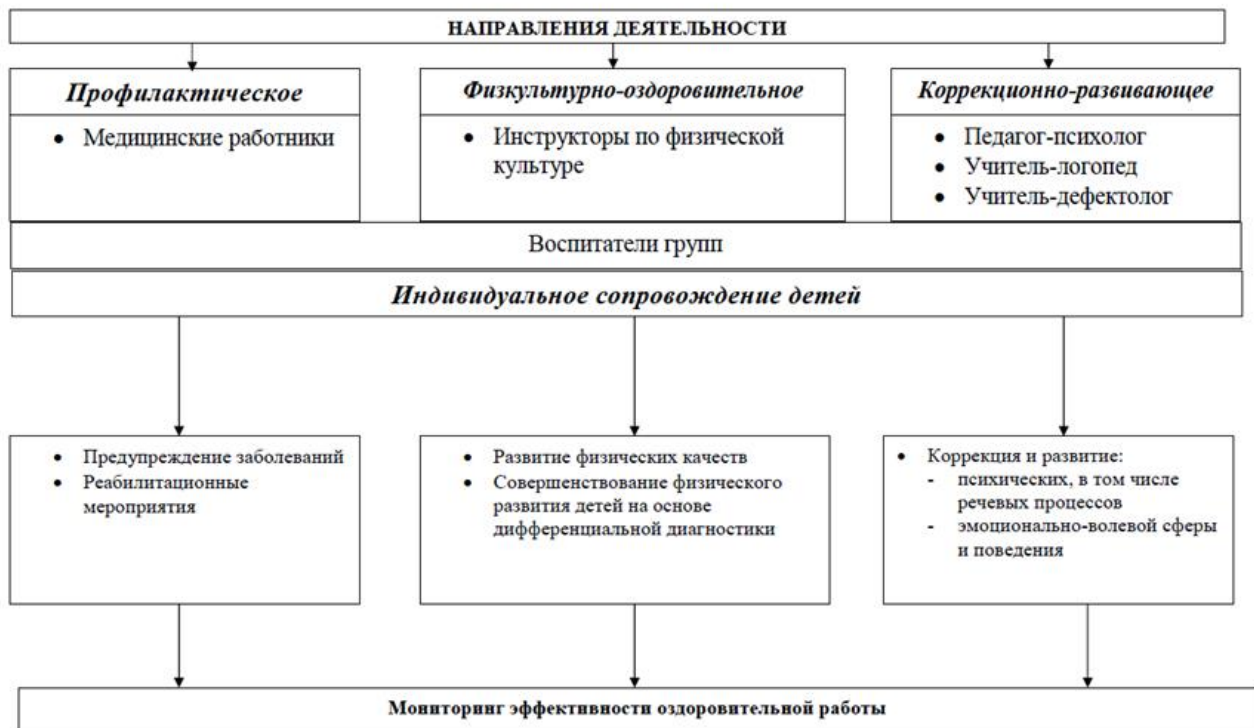 НАПРАВЛЕНИЯ ДЕЯТЕЛЬНОСТИ
Профилактическое
• Медицинские работники
Физкультурно-оздоровительное
• Инструкторы по физической
культуре
Коррекционно-развивающее
• Педагог-психолог
• Учитель-логопед
• Учитель-дефектолог
Воспитатели групп
Индивидуальное сопровождение детей
• Предупреждение заболеваний
• Реабилитационные
мероприятия
• Развитие физических качеств
• Совершенствование физического
развития детей на основе
дифференциальной диагностики
• Коррекция и развитие:
- психических, в том числе
речевых процессов
- эмоционально-волевой сферы
и поведения
Мониторинг эффективности оздоровительной работы